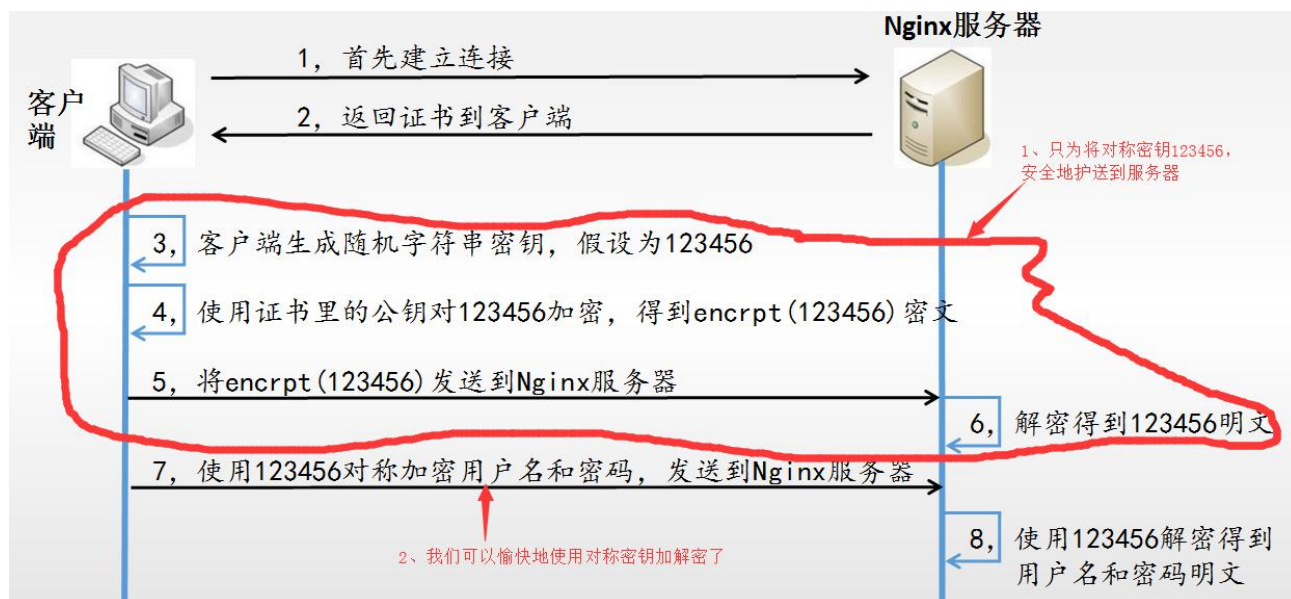 Nginx服务器
1, 首先建立连接
客户
端
2, 返回证书到客户端
1、只为将对称密钥123456,
安全地护送到服务器
3, 客户端生成随机字符串密钥, 假设为123456
4, 使用证书里的公钥对123456加密, 得到encrpt(123456)密文
5, 将encrpt(123456)发送到Nginx服务器
6, 解密得到123456明文
7, 使用123456对称加密用户名和密码, 发送到Nginx服务器
2、我们可以愉快地使用对称密钥加解密了
8, 使用123456解密得到
用户名和密码明文